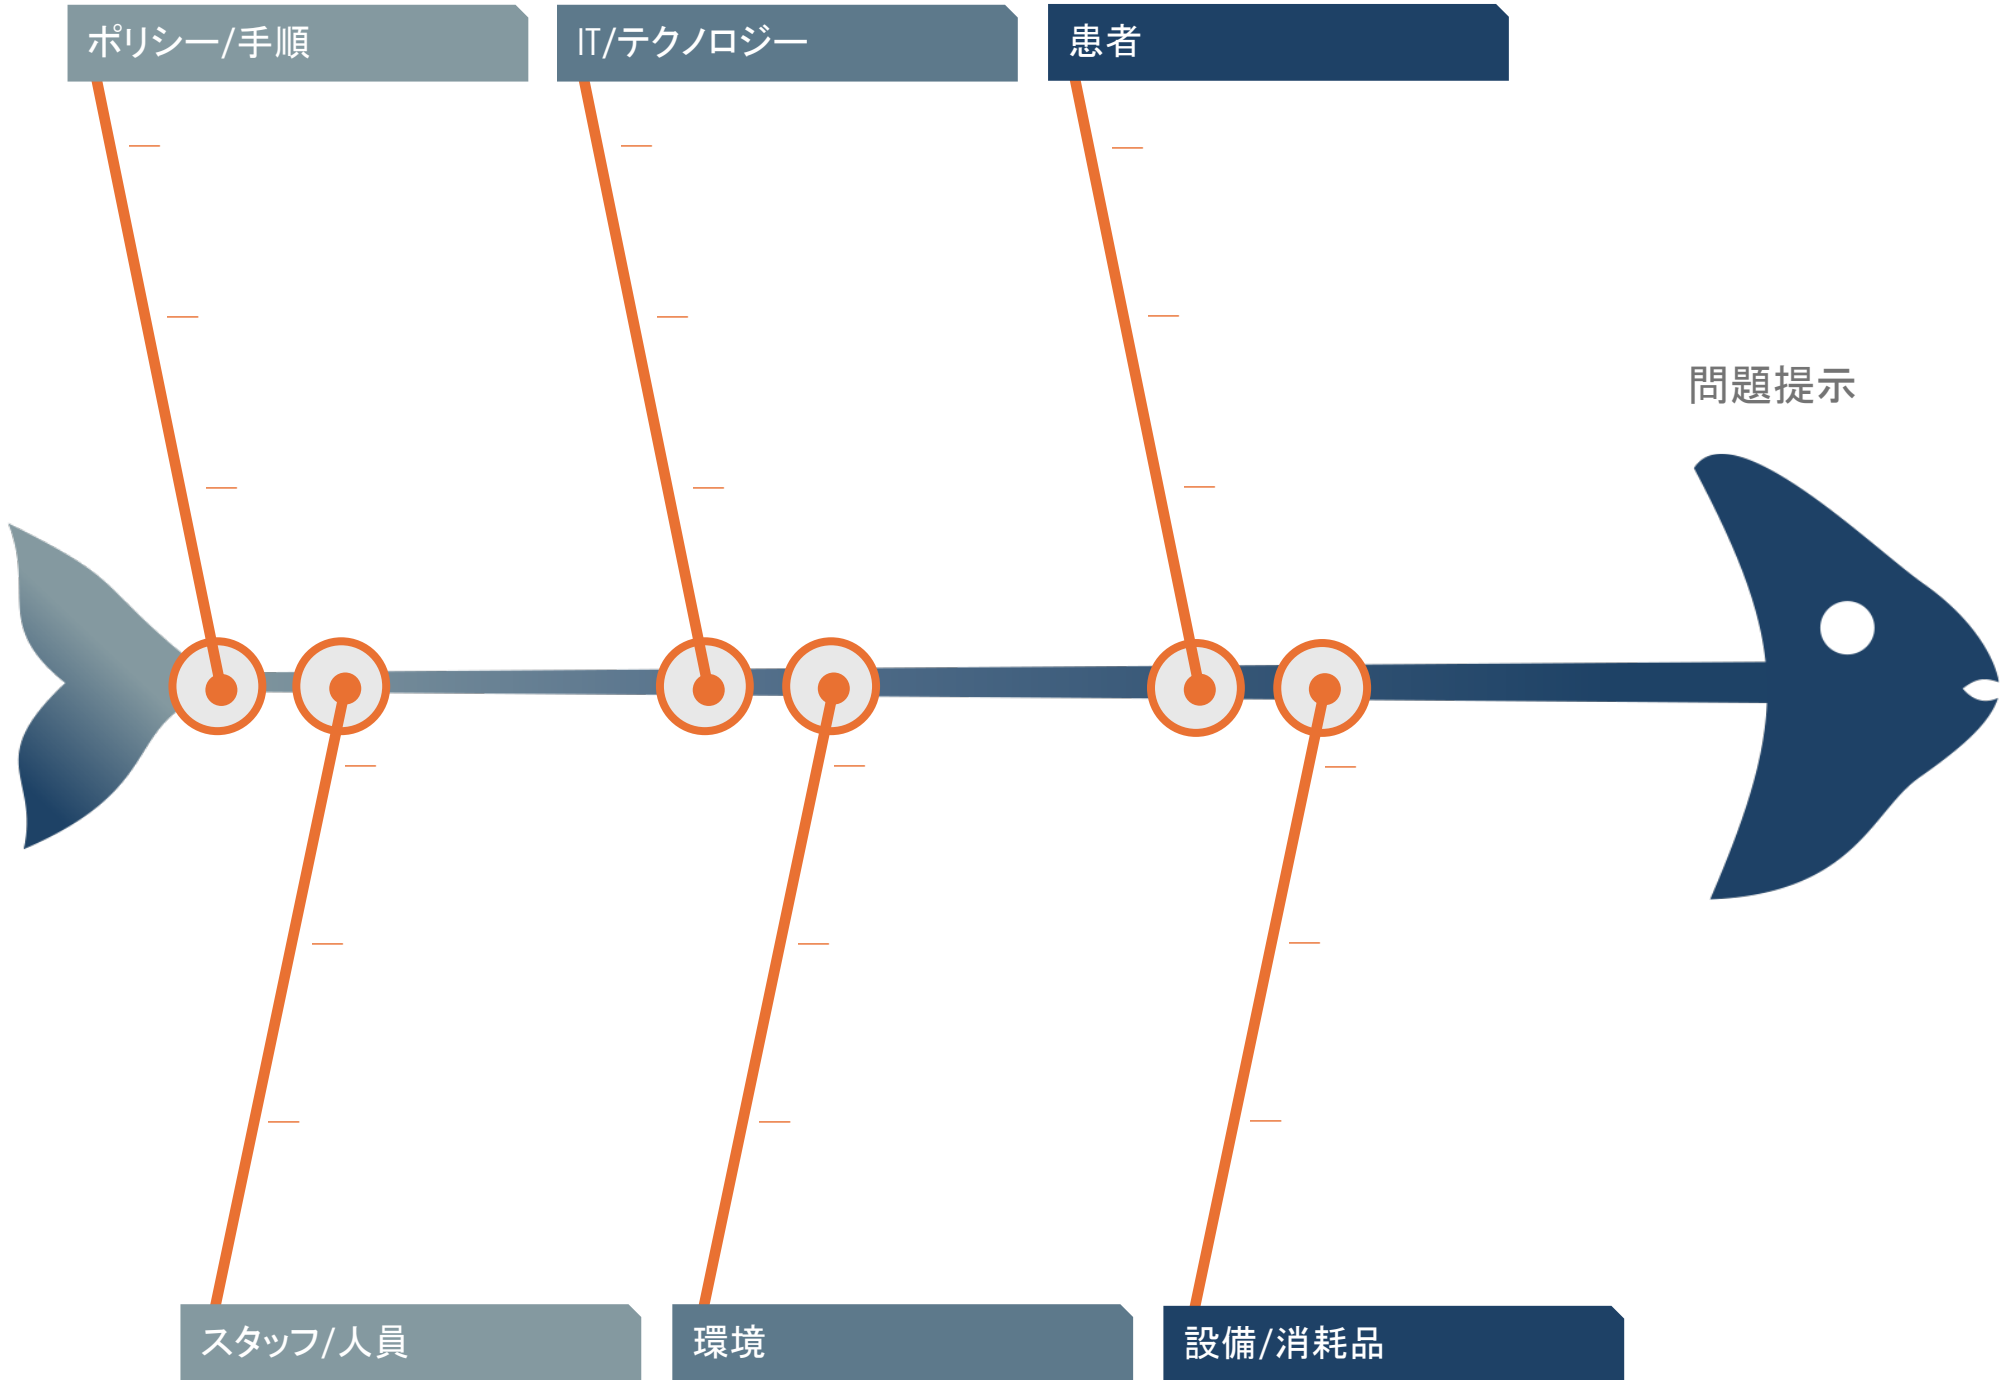 ポリシー/手順
IT/テクノロジー
患者
問題提示
スタッフ/人員
環境
設備/消耗品